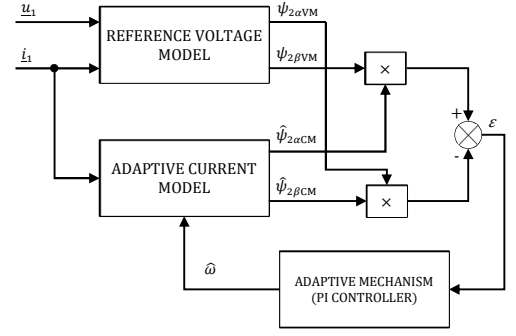 u̲₁
i̲₁
REFERENCE VOLTAGE
MODEL
ψ₂αVM
ψ₂βVM
×
+
ε
-
ADAPTIVE CURRENT
MODEL
ψ̂₂αCM
ψ̂₂βCM
×
ω̂
ADAPTIVE MECHANISM
(PI CONTROLLER)